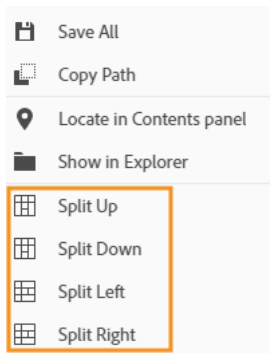 Save All
Copy Path
Locate in Contents panel
Show in Explorer
Split Up
Split Down
Split Left
Split Right